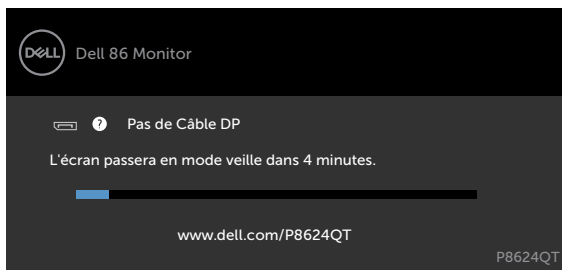 DELL
Dell 86 Monitor
? Pas de Câble DP
L'écran passera en mode veille dans 4 minutes.
www.dell.com/P8624QT
P8624QT